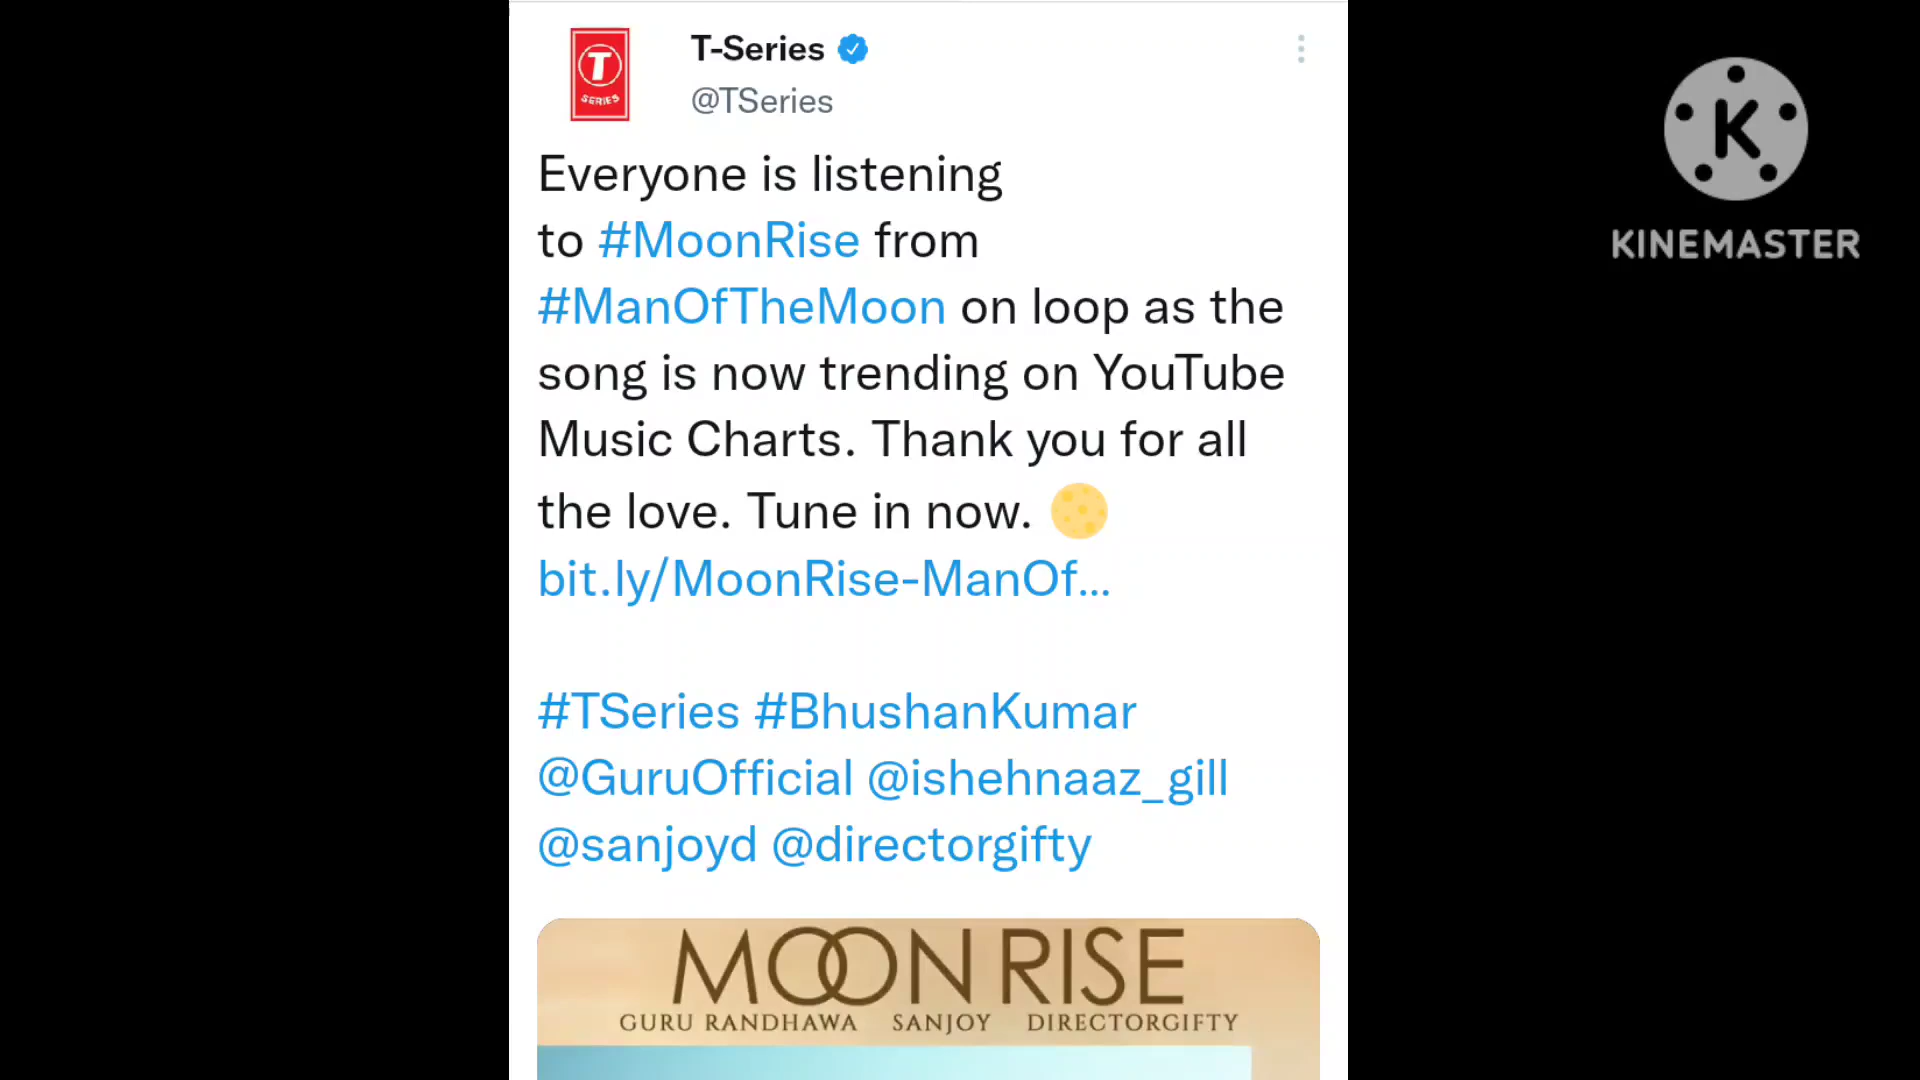 T-Series
@TSeries
T
SERIES
Everyone is listening
to #MoonRise from
#ManOfTheMoon on loop as the
song is now trending on YouTube
Music Charts. Thank you for all
the love. Tune in now.
bit.ly/MoonRise-ManOf...
#TSeries #BhushanKumar
@GuruOfficial @ishehnaaz_gill
@sanjoyd @directorgifty
MOON RISE
GURU RANDHAWA SANJOY DIRECTORGIFTY
K
KINEMASTER